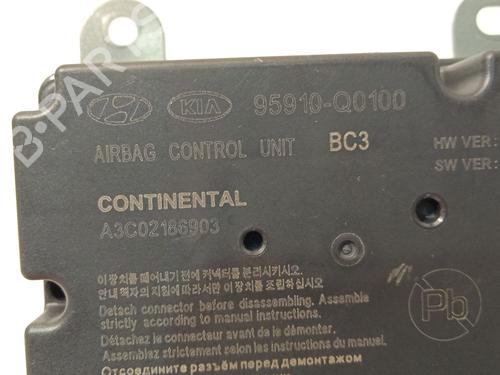 KIA 95910-Q0100
AIRBAG CONTROL UNIT BC3
HW VER:
SW VER:
CONTINENTAL
A3C02186903
이 장치를 떼어내기 전에 커넥터를 분리시키시오.
안내 책자의 지침에 따라서만 이 장치를 조립하십시오
Detach connector before disassembling. Assemble
strictly according to manual instructions.
Détachez le connecteur avant de le démonter.
Assemblez strictement selon les instructions du manuel.
Отсоедините разъём перед демонтажом
Pb
B-PARTS